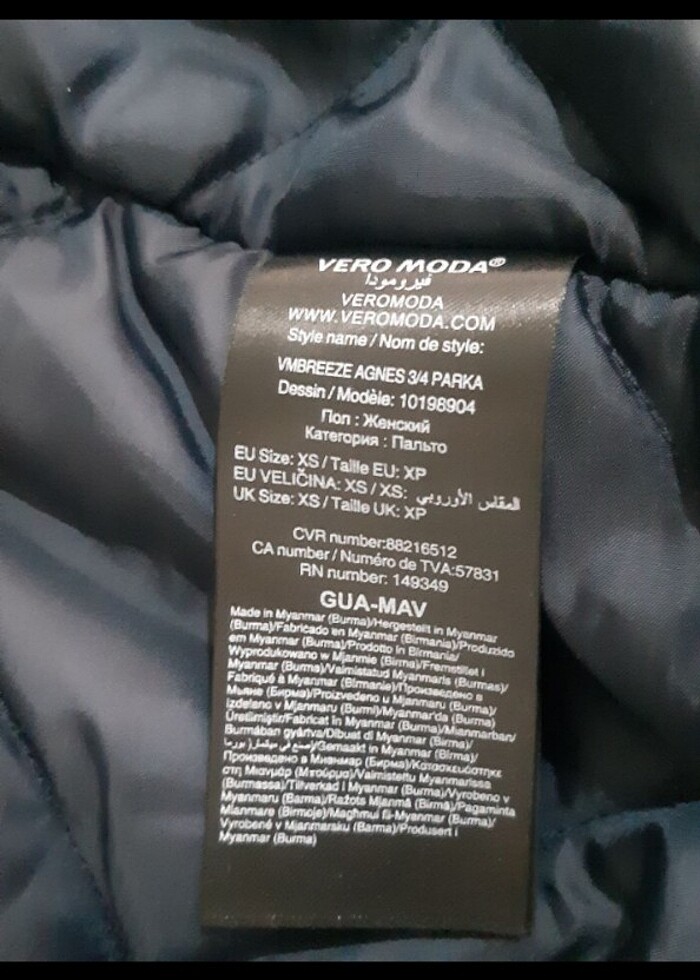 VERO MODA®
فيرومودا
VEROMODA
WWW.VEROMODA.COM
Style name / Nom de style:
VMBREEZE AGNES 3/4 PARKA
Dessin / Modèle: 10198904
Пол : Женский
Категория : Пальто
EU Size: XS / Taille EU: XP
EU VELIČINA: XS / XS: المقاس الأوروبي
UK Size: XS / Taille UK: XP
CVR number:88216512
CA number / Numéro de TVA:57831
RN number: 149349
GUA-MAV
Made in Myanmar (Burma)/Hergestellt in Myanmar
(Burma)/Fabricado en Myanmar (Birmania)/Produzido
em Myanmar (Burma)/Prodotto in Birmania/
Wyprodukowano w Mjanmie (Birma)/Fremstillet i
Myanmar (Burma)/Valmistatud Myanmaris (Burmas)/
Fabriqué à Myanmar (Birmanie)/Произведено в
Мьянме (Бирма)/Proizvedeno u Mjanmaru (Burma)/
Izdelano v Mjanmaru (Burmi)/Myanmar'da (Burma)
Üretilmiştir/Fabricat în Myanmar (Burma)/Mianmarban/
Burmában gyártva/Dibuat di Myanmar (Birma)/
/Gemaakt in Myanmar (Birma)/
Произведено в Мианмар (Бирма)/Κατασκευάστηκε
στη Μιανμάρ (Μπούρμα)/Valmistettu Myanmarissa
(Burmassa)/Tillverkad i Myanmar (Burma)/Vyrobeno v
Myanmaru (Barma)/Ražots Mjanmā (Birmā)/Pagaminta
Mianmare (Birmoje)/Magħmul fil-Myanmar (Burma)/
Vyrobené v Mjanmarsku (Barma)/Produsert i
Myanmar (Burma)